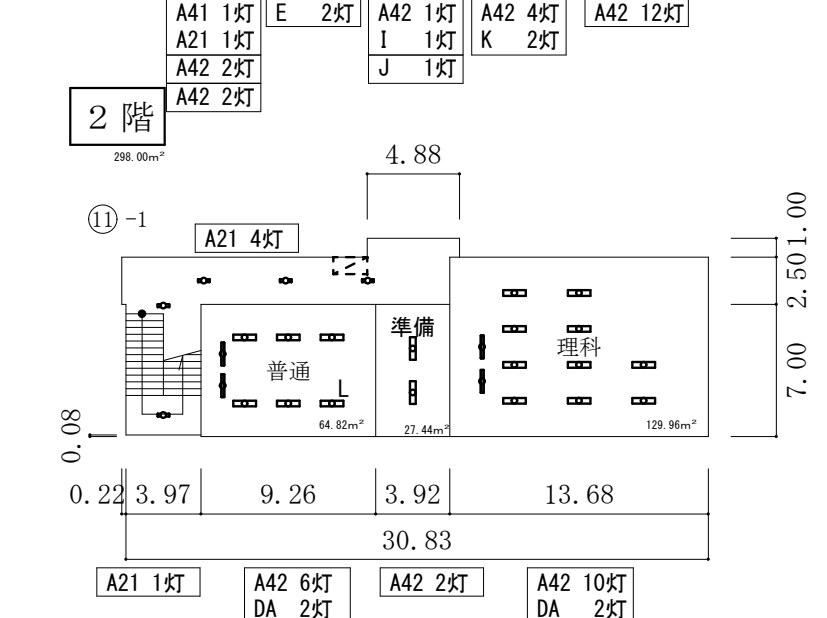 A41 1灯
A21 1灯
A42 2灯
A42 2灯
E 2灯
A42 1灯
I 1灯
J 1灯
A42 4灯
K 2灯
A42 12灯
2階
298.00m²
4.88
⑪-1
A21 4灯
1.00
2.50
7.00
準備
理科
普通
L
64.82m²
27.44m²
129.96m²
0.08
0.22
3.97
9.26
3.92
13.68
30.83
A21 1灯
A42 6灯
DA 2灯
A42 2灯
A42 10灯
DA 2灯